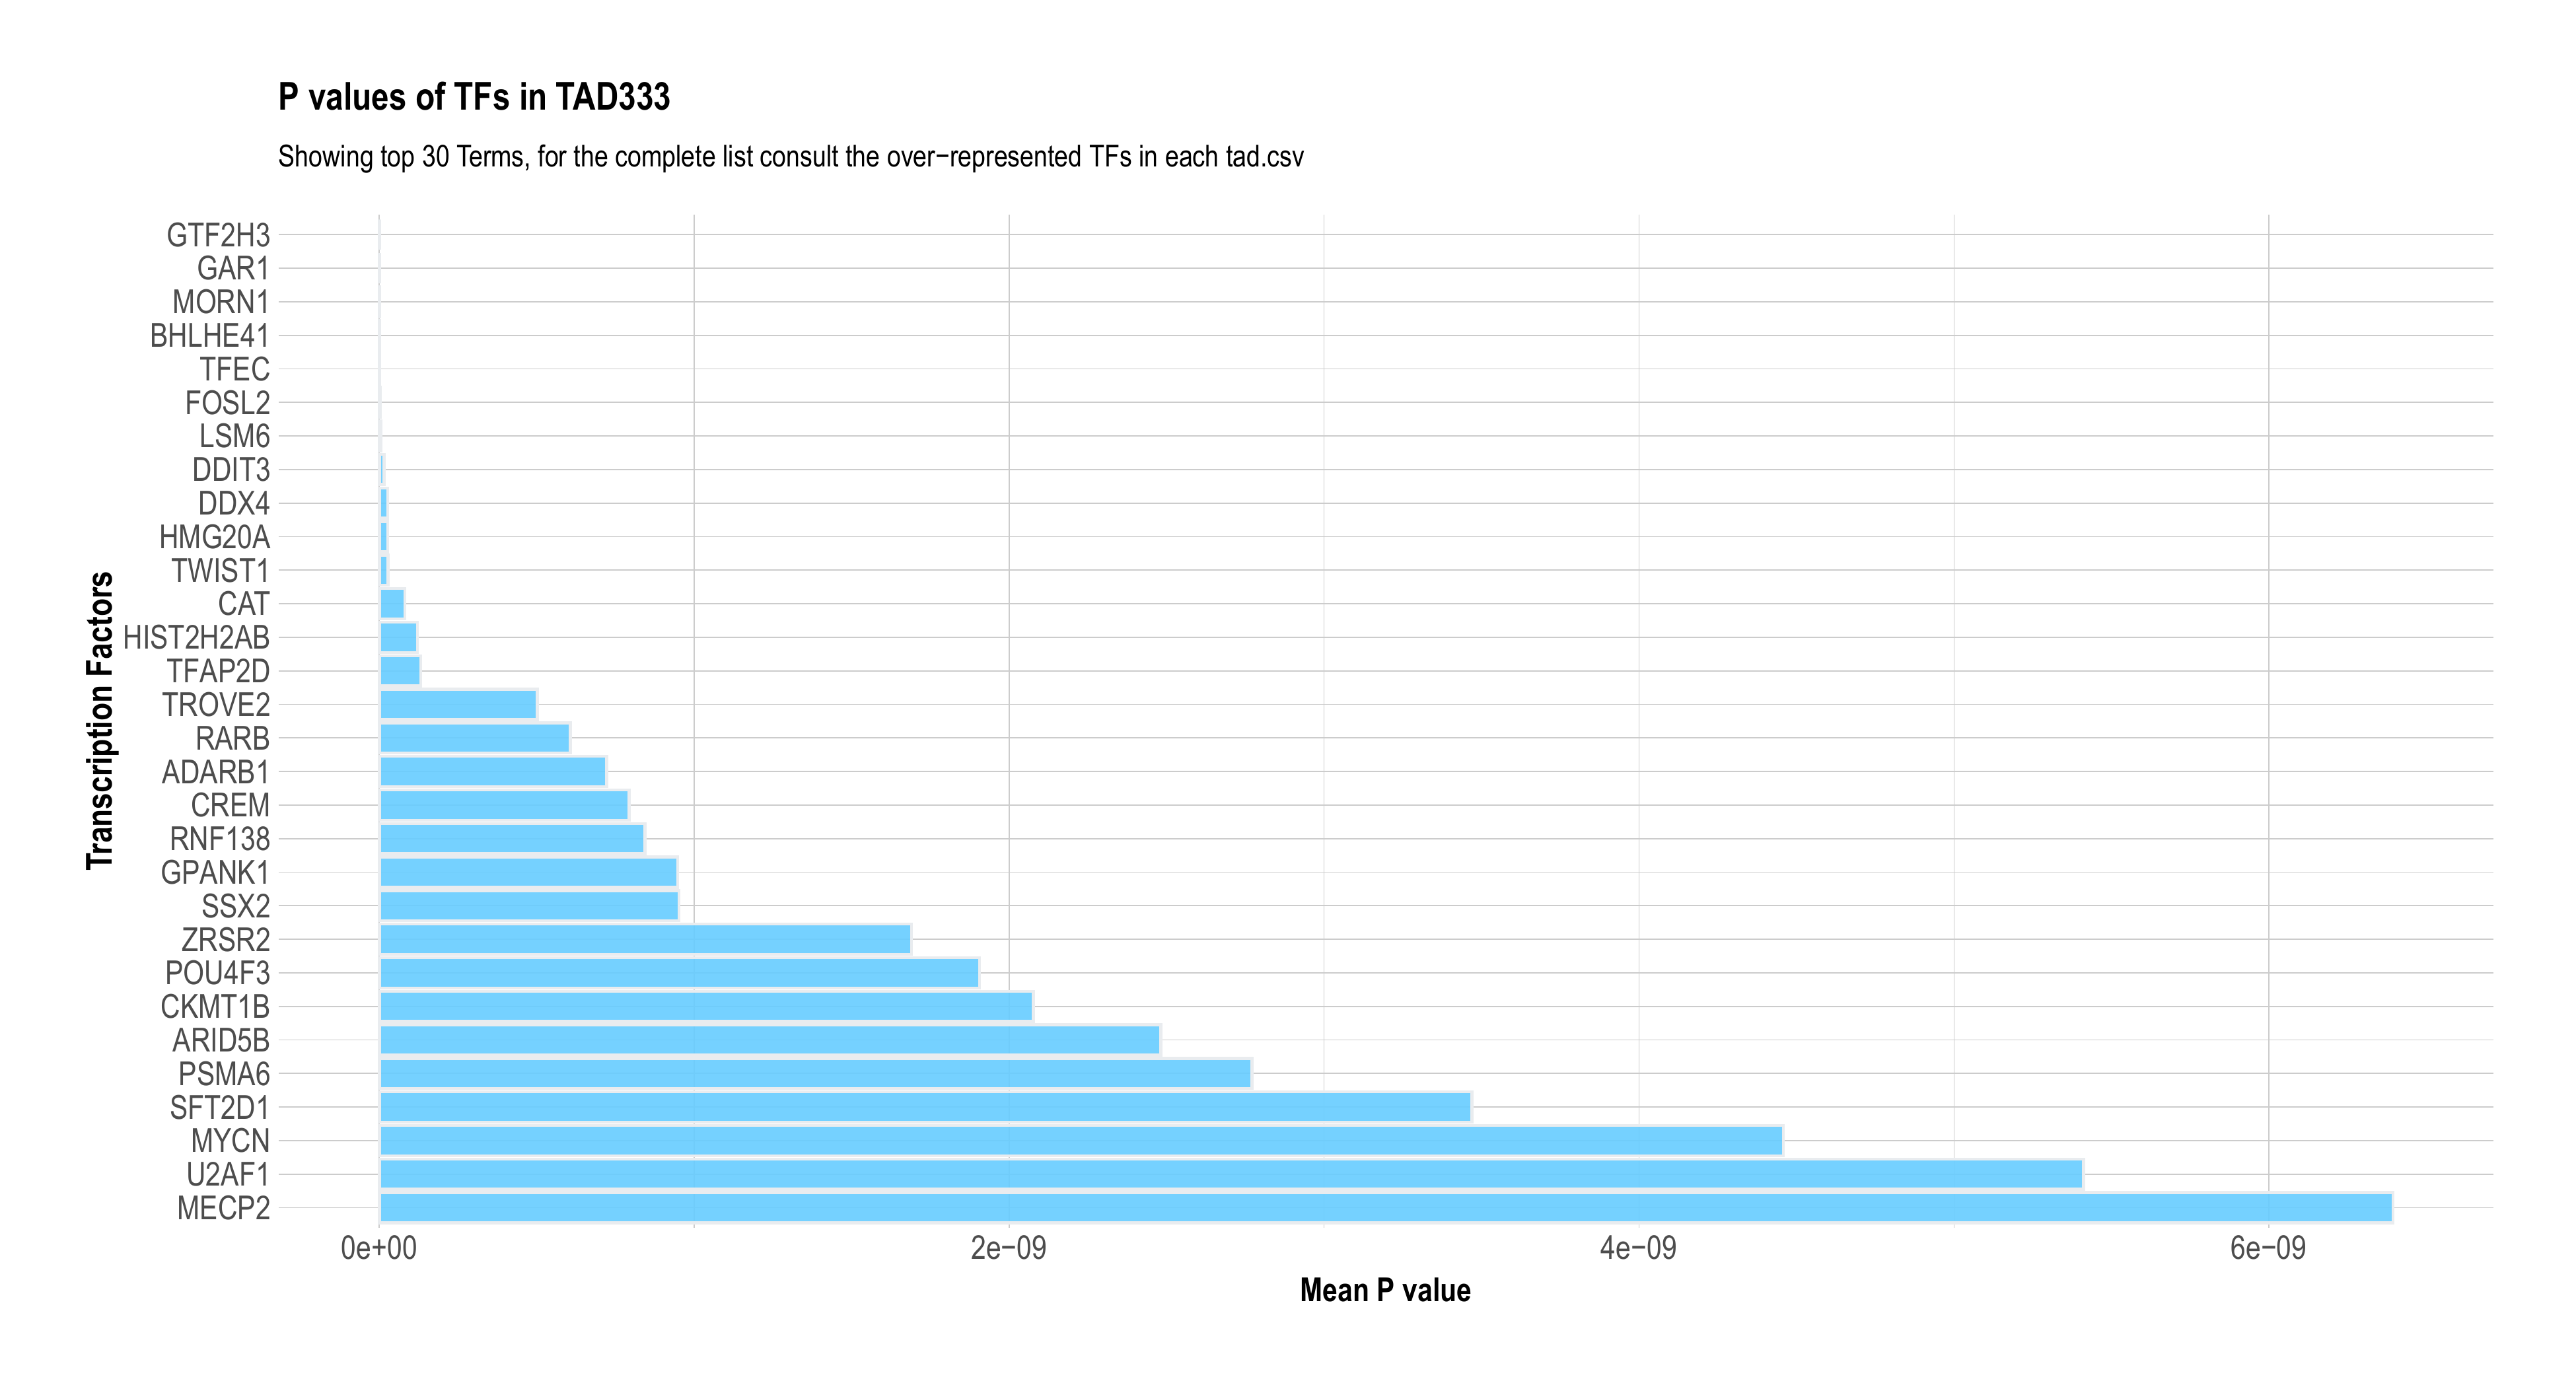 P values of TFs in TAD333
Showing top 30 Terms, for the complete list consult the over−represented TFs in each tad.csv
Transcription Factors
GTF2H3
GAR1
MORN1
BHLHE41
TFEC
FOSL2
LSM6
DDIT3
DDX4
HMG20A
TWIST1
CAT
HIST2H2AB
TFAP2D
TROVE2
RARB
ADARB1
CREM
RNF138
GPANK1
SSX2
ZRSR2
POU4F3
CKMT1B
ARID5B
PSMA6
SFT2D1
MYCN
U2AF1
MECP2
0e+00 2e−09 4e−09 6e−09
Mean P value